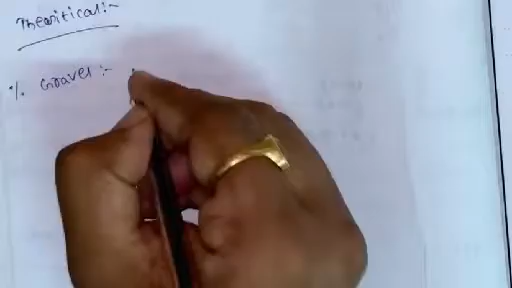 Theoritical:-
% Gravel :-